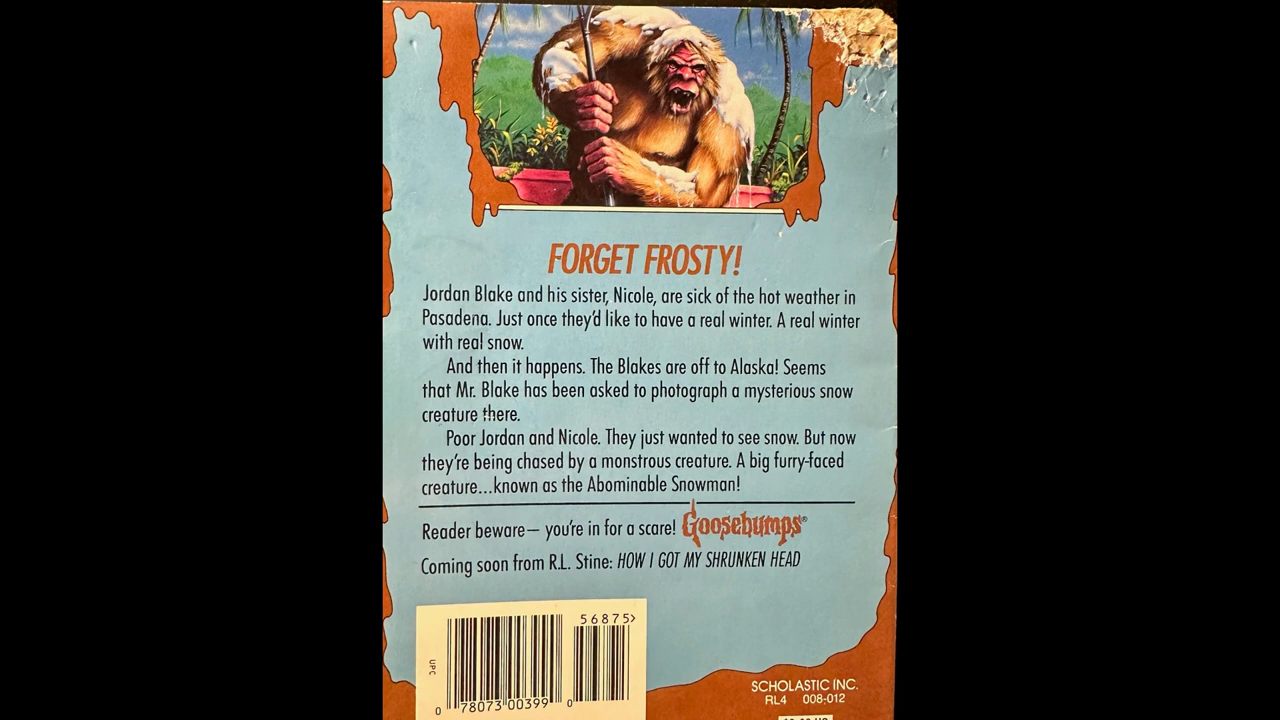 FORGET FROSTY!
Jordan Blake and his sister, Nicole, are sick of the hot weather in
Pasadena. Just once they'd like to have a real winter. A real winter
with real snow.
And then it happens. The Blakes are off to Alaska! Seems
that Mr. Blake has been asked to photograph a mysterious snow
creature there.
Poor Jordan and Nicole. They just wanted to see snow. But now
they're being chased by a monstrous creature. A big furry-faced
creature...known as the Abominable Snowman!
Reader beware— you're in for a scare! Goosebumps®
Coming soon from R.L. Stine: HOW I GOT MY SHRUNKEN HEAD
56875>
UPC
0 78073 00399 0
SCHOLASTIC INC.
RL4 008-012